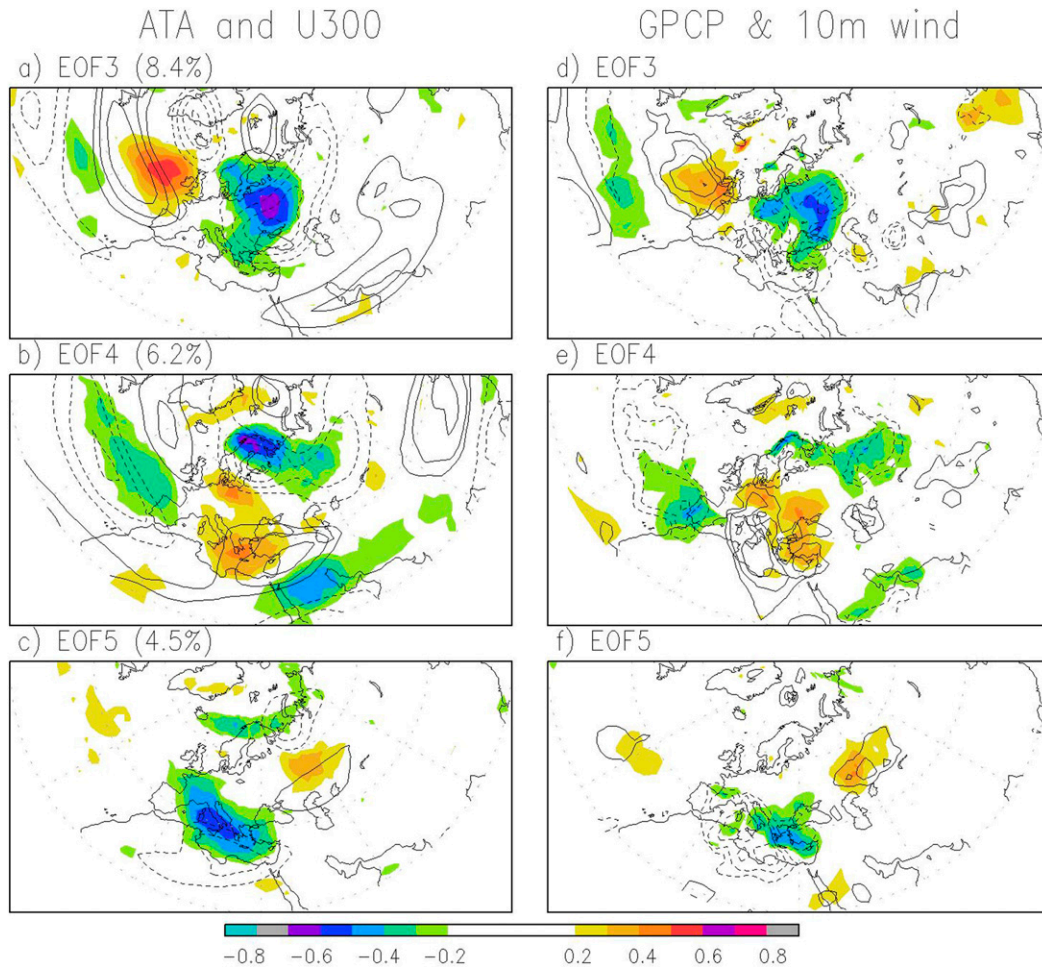 ATA and U300
GPCP & 10m wind
a) EOF3 (8.4%)
d) EOF3
b) EOF4 (6.2%)
e) EOF4
c) EOF5 (4.5%)
f) EOF5
-0.8 -0.6 -0.4 -0.2 0.2 0.4 0.6 0.8